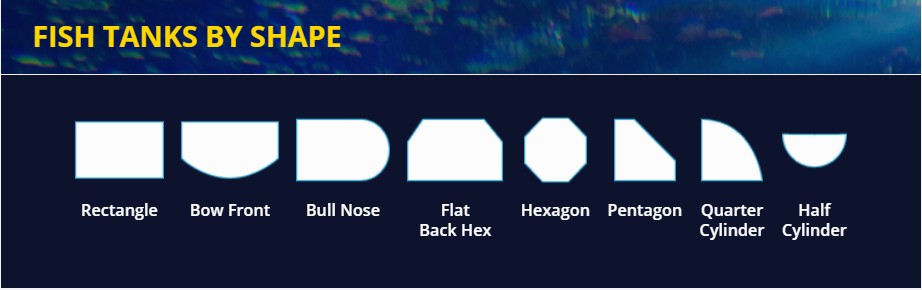 FISH TANKS BY SHAPE
Rectangle
Bow Front
Bull Nose
Flat
Back Hex
Hexagon
Pentagon
Quarter
Cylinder
Half
Cylinder